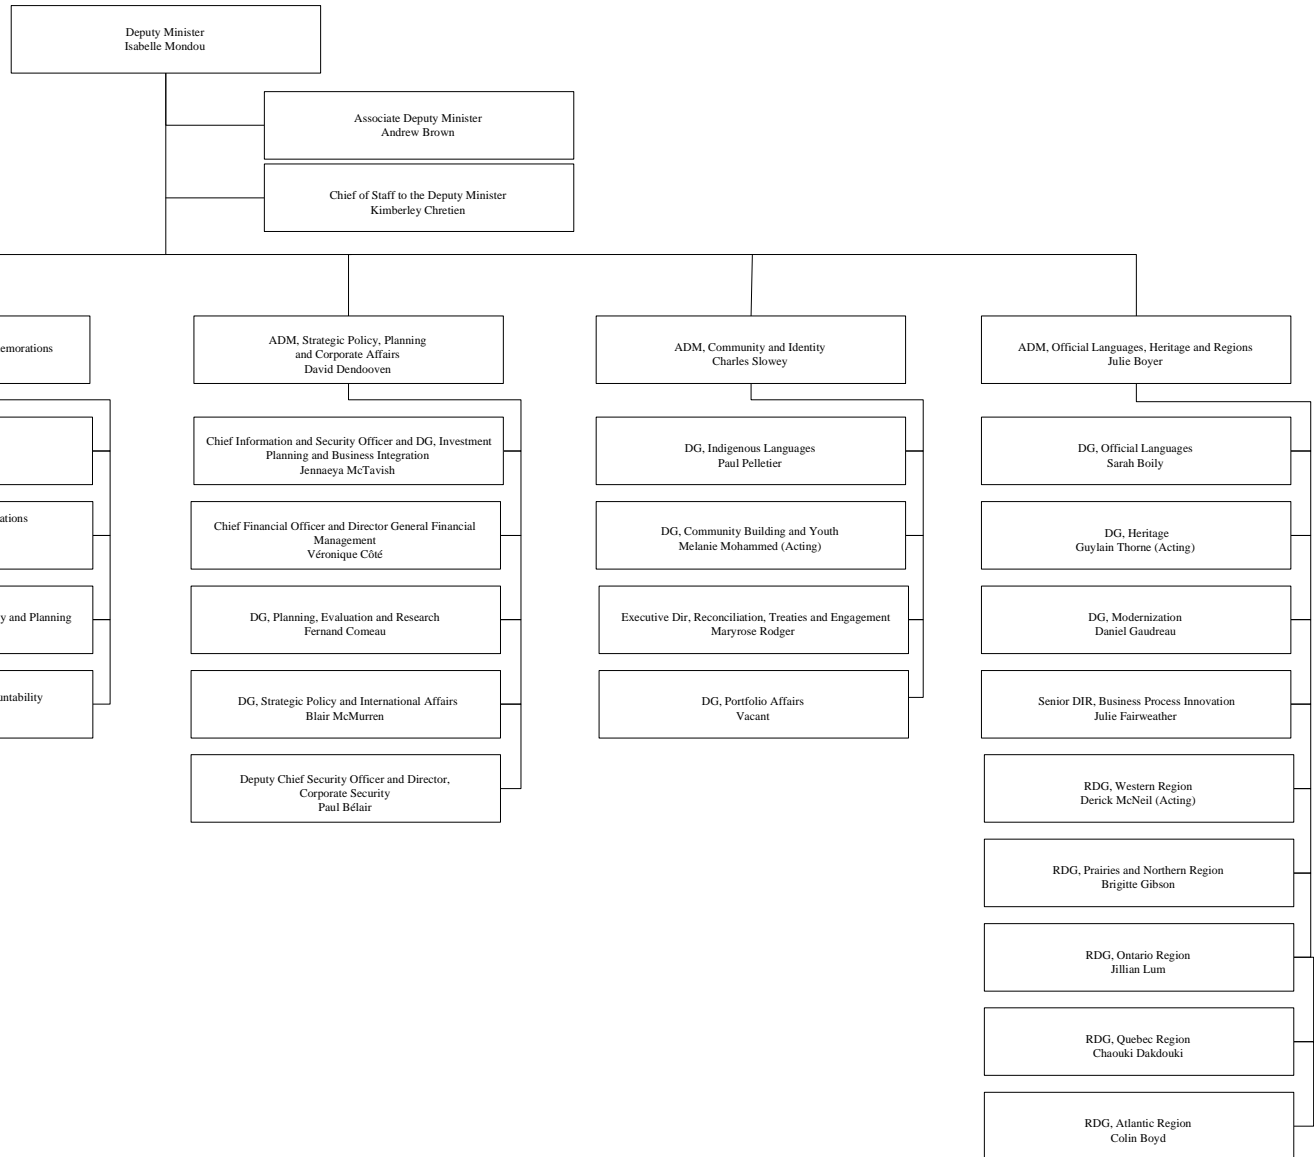 Deputy Minister
Isabelle Mondou
Associate Deputy Minister
Andrew Brown
Chief of Staff to the Deputy Minister
Kimberley Chretien
ADM, Strategic Policy, Planning
and Corporate Affairs
David Dendooven
Chief Information and Security Officer and DG, Investment
Planning and Business Integration
Jennaeya McTavish
Chief Financial Officer and Director General Financial
Management
Véronique Côté
y and Planning
DG, Planning, Evaluation and Research
Fernand Comeau
DG, Strategic Policy and International Affairs
Blair McMurren
Deputy Chief Security Officer and Director,
Corporate Security
Paul Bélair
ADM, Community and Identity
Charles Slowey
DG, Indigenous Languages
Paul Pelletier
DG, Community Building and Youth
Melanie Mohammed (Acting)
Executive Dir, Reconciliation, Treaties and Engagement
Maryrose Rodger
DG, Portfolio Affairs
Vacant
ADM, Official Languages, Heritage and Regions
Julie Boyer
DG, Official Languages
Sarah Boily
DG, Heritage
Guylain Thorne (Acting)
DG, Modernization
Daniel Gaudreau
Senior DIR, Business Process Innovation
Julie Fairweather
RDG, Western Region
Derick McNeil (Acting)
RDG, Prairies and Northern Region
Brigitte Gibson
RDG, Ontario Region
Jillian Lum
RDG, Quebec Region
Chaouki Dakdouki
RDG, Atlantic Region
Colin Boyd